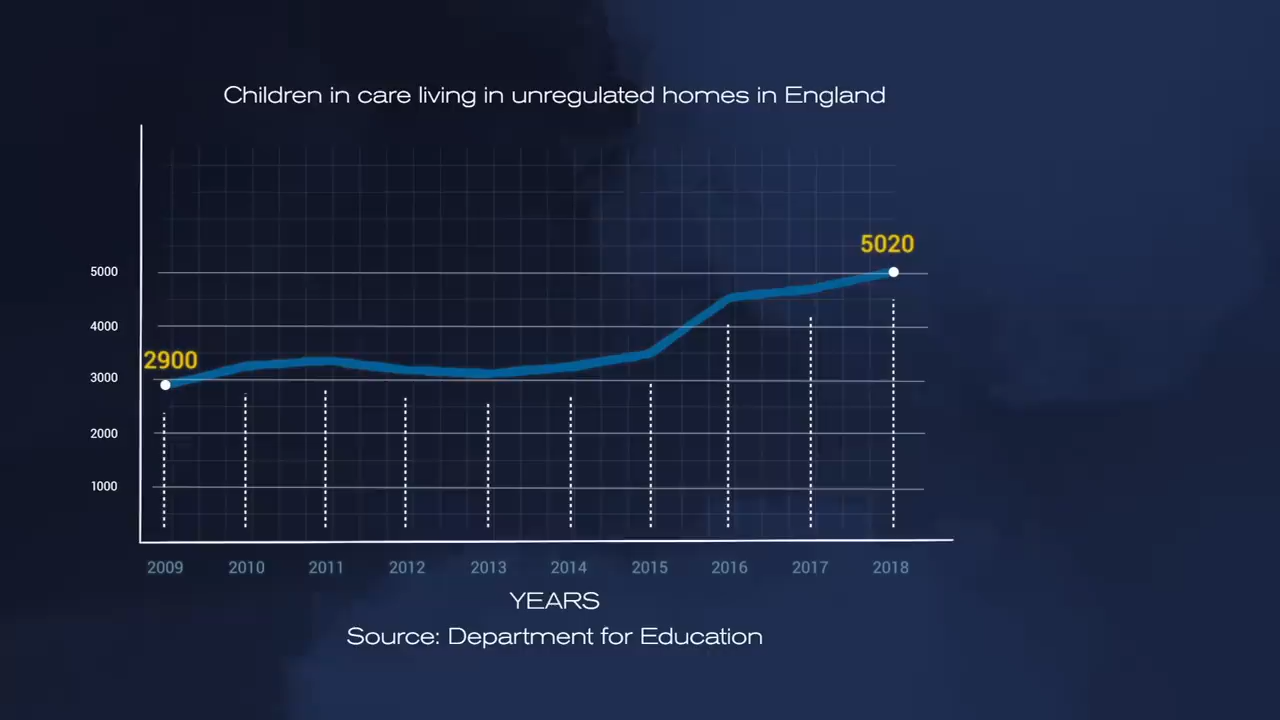 Children in care living in unregulated homes in England
5020
5000
4000
2900
3000
2000
1000
2009 2010 2011 2012 2013 2014 2015 2016 2017 2018
YEARS
Source: Department for Education